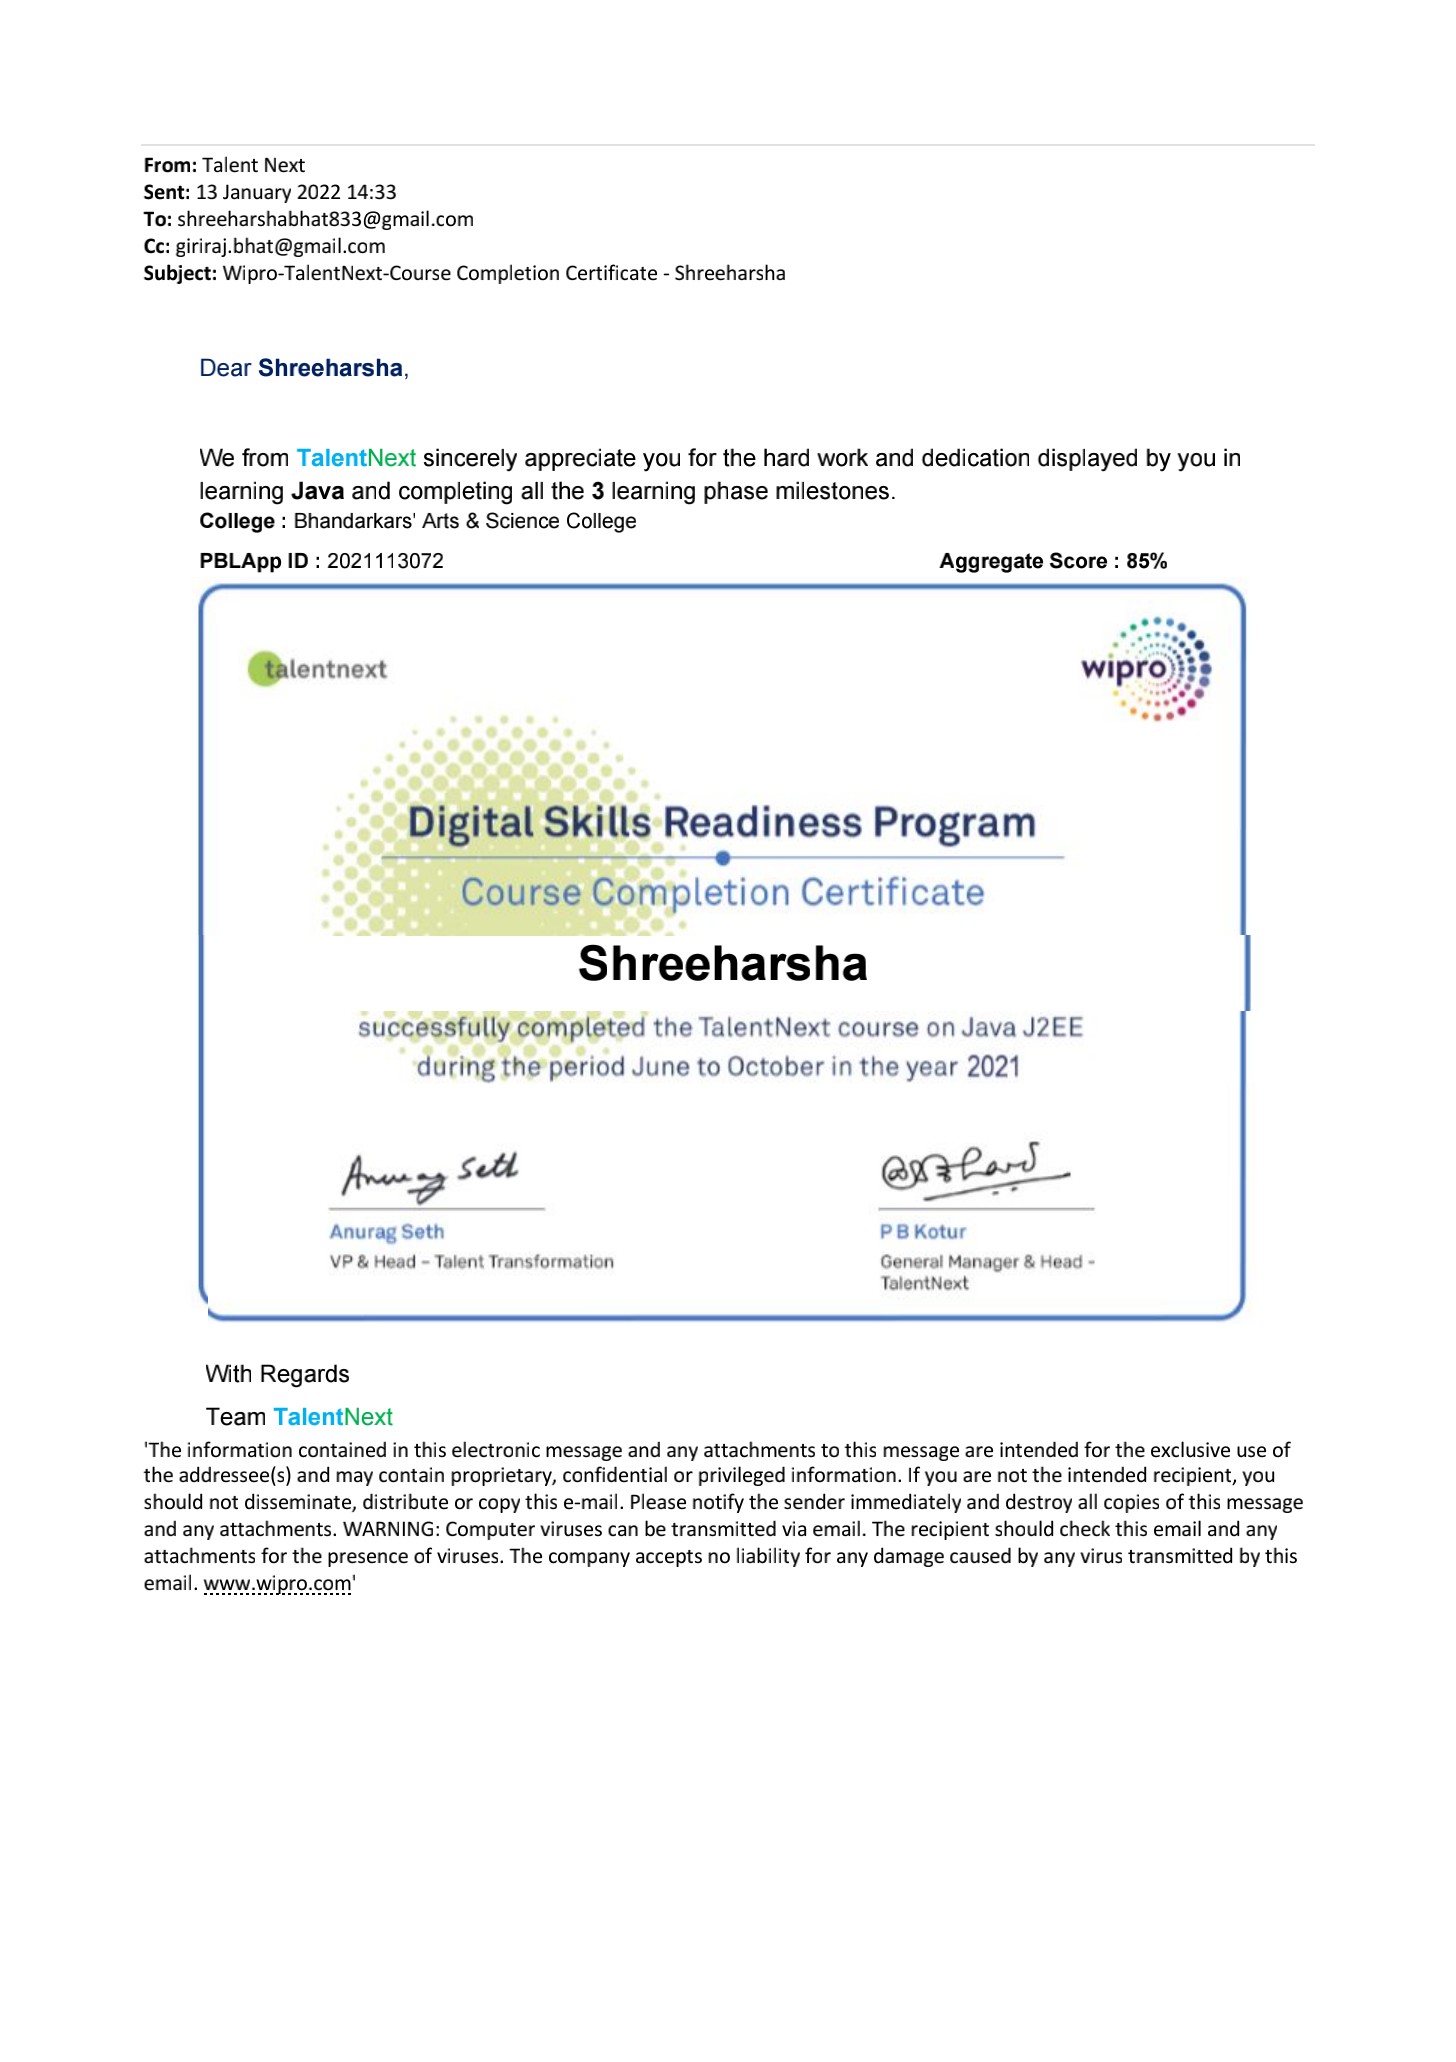 From: Talent Next
Sent: 13 January 2022 14:33
To: shreeharshabhat833@gmail.com
Cc: giriraj.bhat@gmail.com
Subject: Wipro-TalentNext-Course Completion Certificate - Shreeharsha
Dear Shreeharsha,
We from TalentNext sincerely appreciate you for the hard work and dedication displayed by you in
learning Java and completing all the 3 learning phase milestones.
College : Bhandarkars' Arts & Science College
PBLApp ID : 2021113072 Aggregate Score : 85%
talentnext
wipro
Digital Skills Readiness Program
Course Completion Certificate
Shreeharsha
successfully completed the TalentNext course on Java J2EE
during the period June to October in the year 2021
Anurag Seth
Anurag Seth
VP & Head – Talent Transformation
P B Kotur
General Manager & Head -
TalentNext
With Regards
Team TalentNext
'The information contained in this electronic message and any attachments to this message are intended for the exclusive use of
the addressee(s) and may contain proprietary, confidential or privileged information. If you are not the intended recipient, you
should not disseminate, distribute or copy this e-mail. Please notify the sender immediately and destroy all copies of this message
and any attachments. WARNING: Computer viruses can be transmitted via email. The recipient should check this email and any
attachments for the presence of viruses. The company accepts no liability for any damage caused by any virus transmitted by this
email. www.wipro.com'